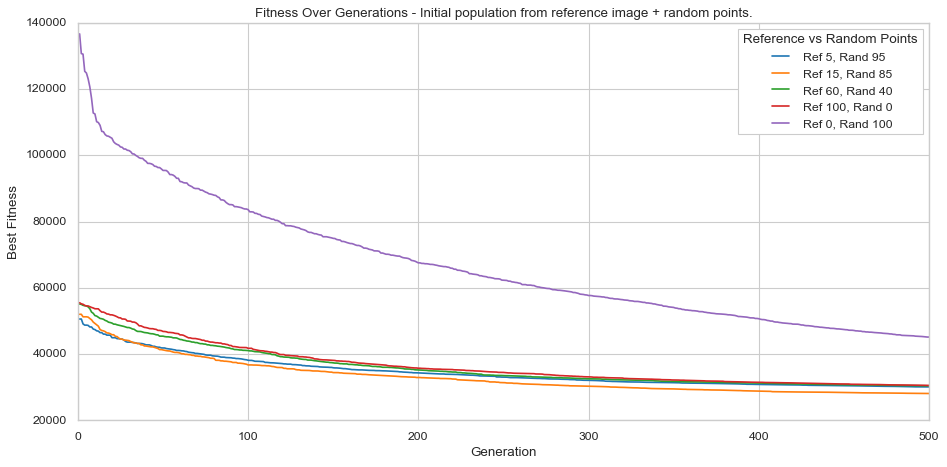 Fitness Over Generations - Initial population from reference image + random points.
140000
120000
100000
80000
60000
40000
20000
Best Fitness
Reference vs Random Points
Ref 5, Rand 95
Ref 15, Rand 85
Ref 60, Rand 40
Ref 100, Rand 0
Ref 0, Rand 100
0
100
200
300
400
500
Generation